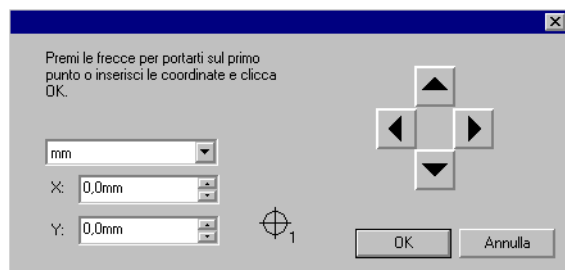 Premi le frecce per portarti sul primo
punto o inserisci le coordinate e clicca
OK.
mm
X: 0,0mm
Y: 0,0mm
1
OK Annulla